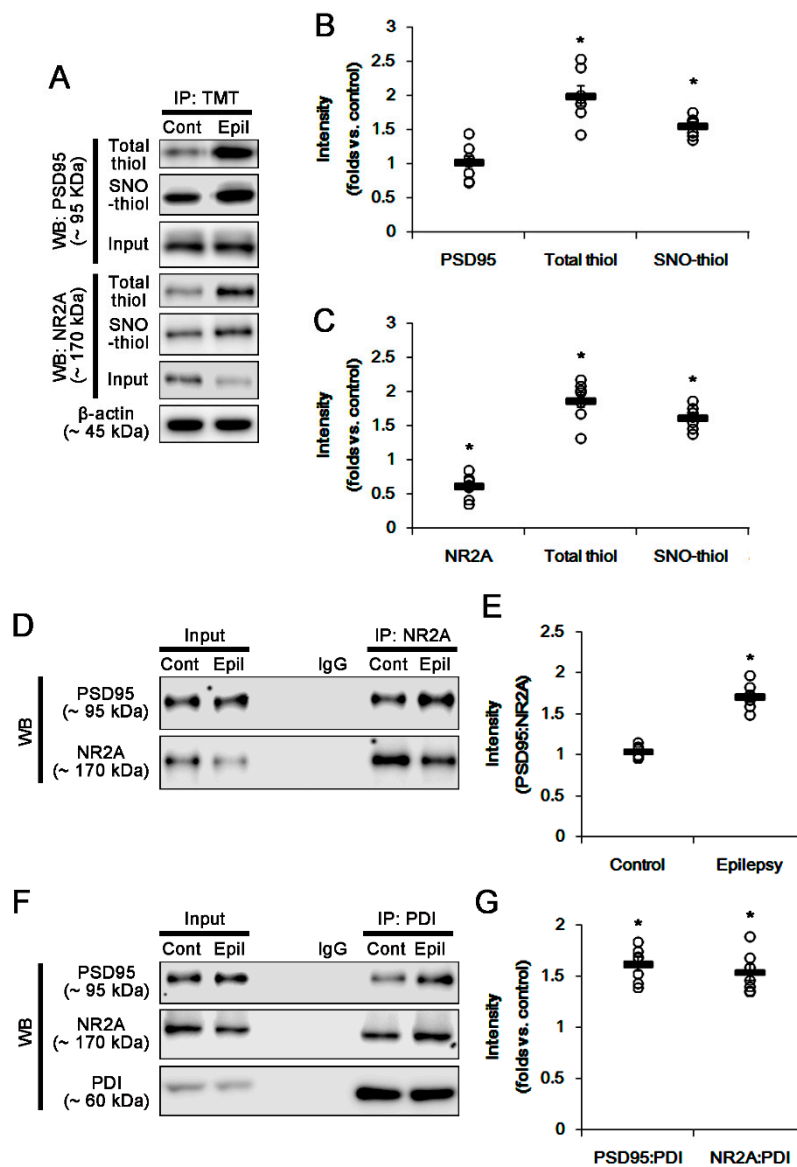 A
IP: TMT
Cont Epil
WB: PSD95
(~ 95 KDa)
Total
thiol
SNO
-thiol
Input
WB: NR2A
(~ 170 kDa)
Total
thiol
SNO
-thiol
Input
β-actin
(~ 45 kDa)
B
Intensity
(folds vs. control)
3
2.5
2
1.5
1
0.5
0
*
*
PSD95 Total thiol SNO-thiol
C
Intensity
(folds vs. control)
3
2.5
2
1.5
1
0.5
0
*
*
*
NR2A Total thiol SNO-thiol
D
Input IgG IP: NR2A
Cont Epil Cont Epil
WB
PSD95
(~ 95 kDa)
NR2A
(~ 170 kDa)
E
Intensity
(PSD95:NR2A)
2.5
2
1.5
1
0.5
0
*
Control Epilepsy
F
Input IgG IP: PDI
Cont Epil Cont Epil
WB
PSD95
(~ 95 kDa)
NR2A
(~ 170 kDa)
PDI
(~ 60 kDa)
G
Intensity
(folds vs. control)
2
1.5
1
0.5
0
*
*
PSD95:PDI NR2A:PDI